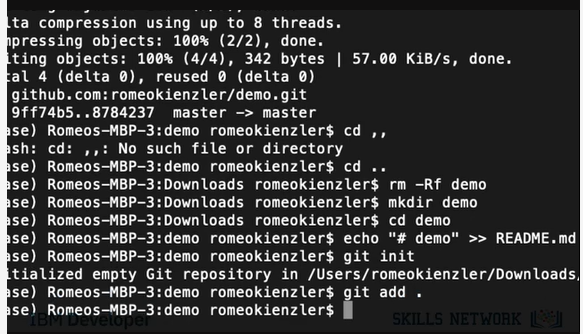 lta compression using up to 8 threads.
mpressing objects: 100% (2/2), done.
iting objects: 100% (4/4), 342 bytes | 57.00 KiB/s, done.
tal 4 (delta 0), reused 0 (delta 0)
github.com:romeokienzler/demo.git
9ff74b5..8784237  master -> master
ase) Romeos-MBP-3:demo romeokienzler$ cd ,,
ash: cd: ,,: No such file or directory
ase) Romeos-MBP-3:demo romeokienzler$ cd ..
ase) Romeos-MBP-3:Downloads romeokienzler$ rm -Rf demo
ase) Romeos-MBP-3:Downloads romeokienzler$ mkdir demo
ase) Romeos-MBP-3:Downloads romeokienzler$ cd demo
ase) Romeos-MBP-3:demo romeokienzler$ echo "# demo" >> README.md
ase) Romeos-MBP-3:demo romeokienzler$ git init
itialized empty Git repository in /Users/romeokienzler/Downloads/
ase) Romeos-MBP-3:demo romeokienzler$ git add .
ase) Romeos-MBP-3:demo romeokienzler$
IBM Developer
SKILLS NETWORK